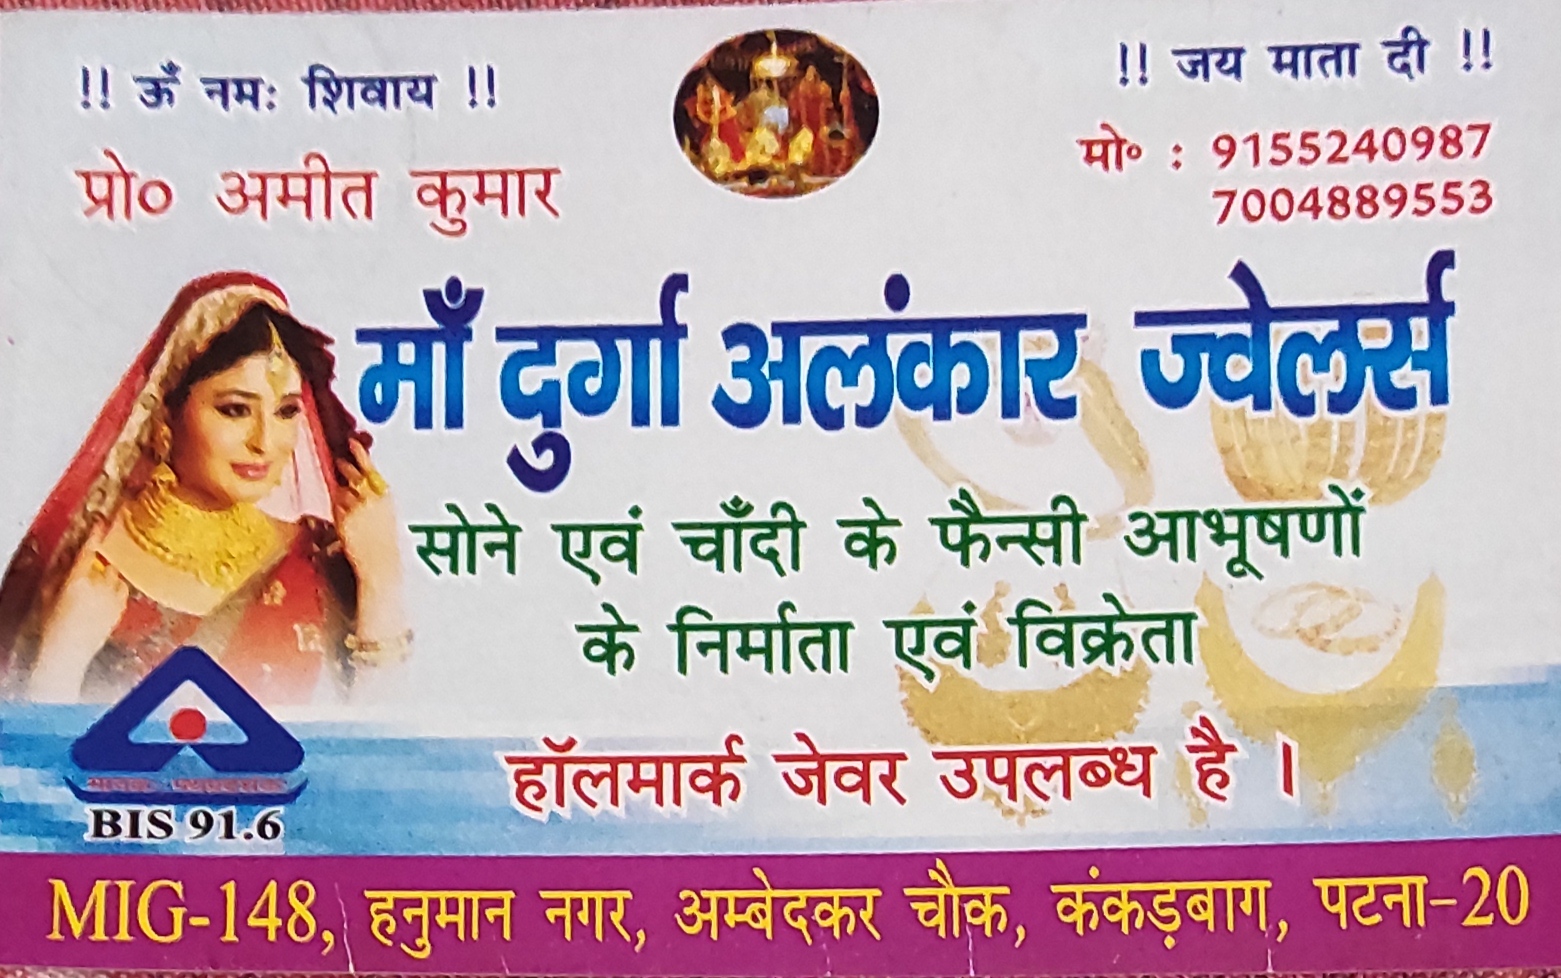 !! ऊँ नमः शिवाय !!
!! जय माता दी !!
प्रो० अमीत कुमार
मो० : 9155240987
7004889553
माँ दुर्गा अलंकार ज्वेलर्स
सोने एवं चाँदी के फैन्सी आभूषणों
के निर्माता एवं विक्रेता
हॉलमार्क जेवर उपलब्ध है ।
BIS 91.6
MIG-148, हनुमान नगर, अम्बेदकर चौक, कंकड़बाग, पटना-20